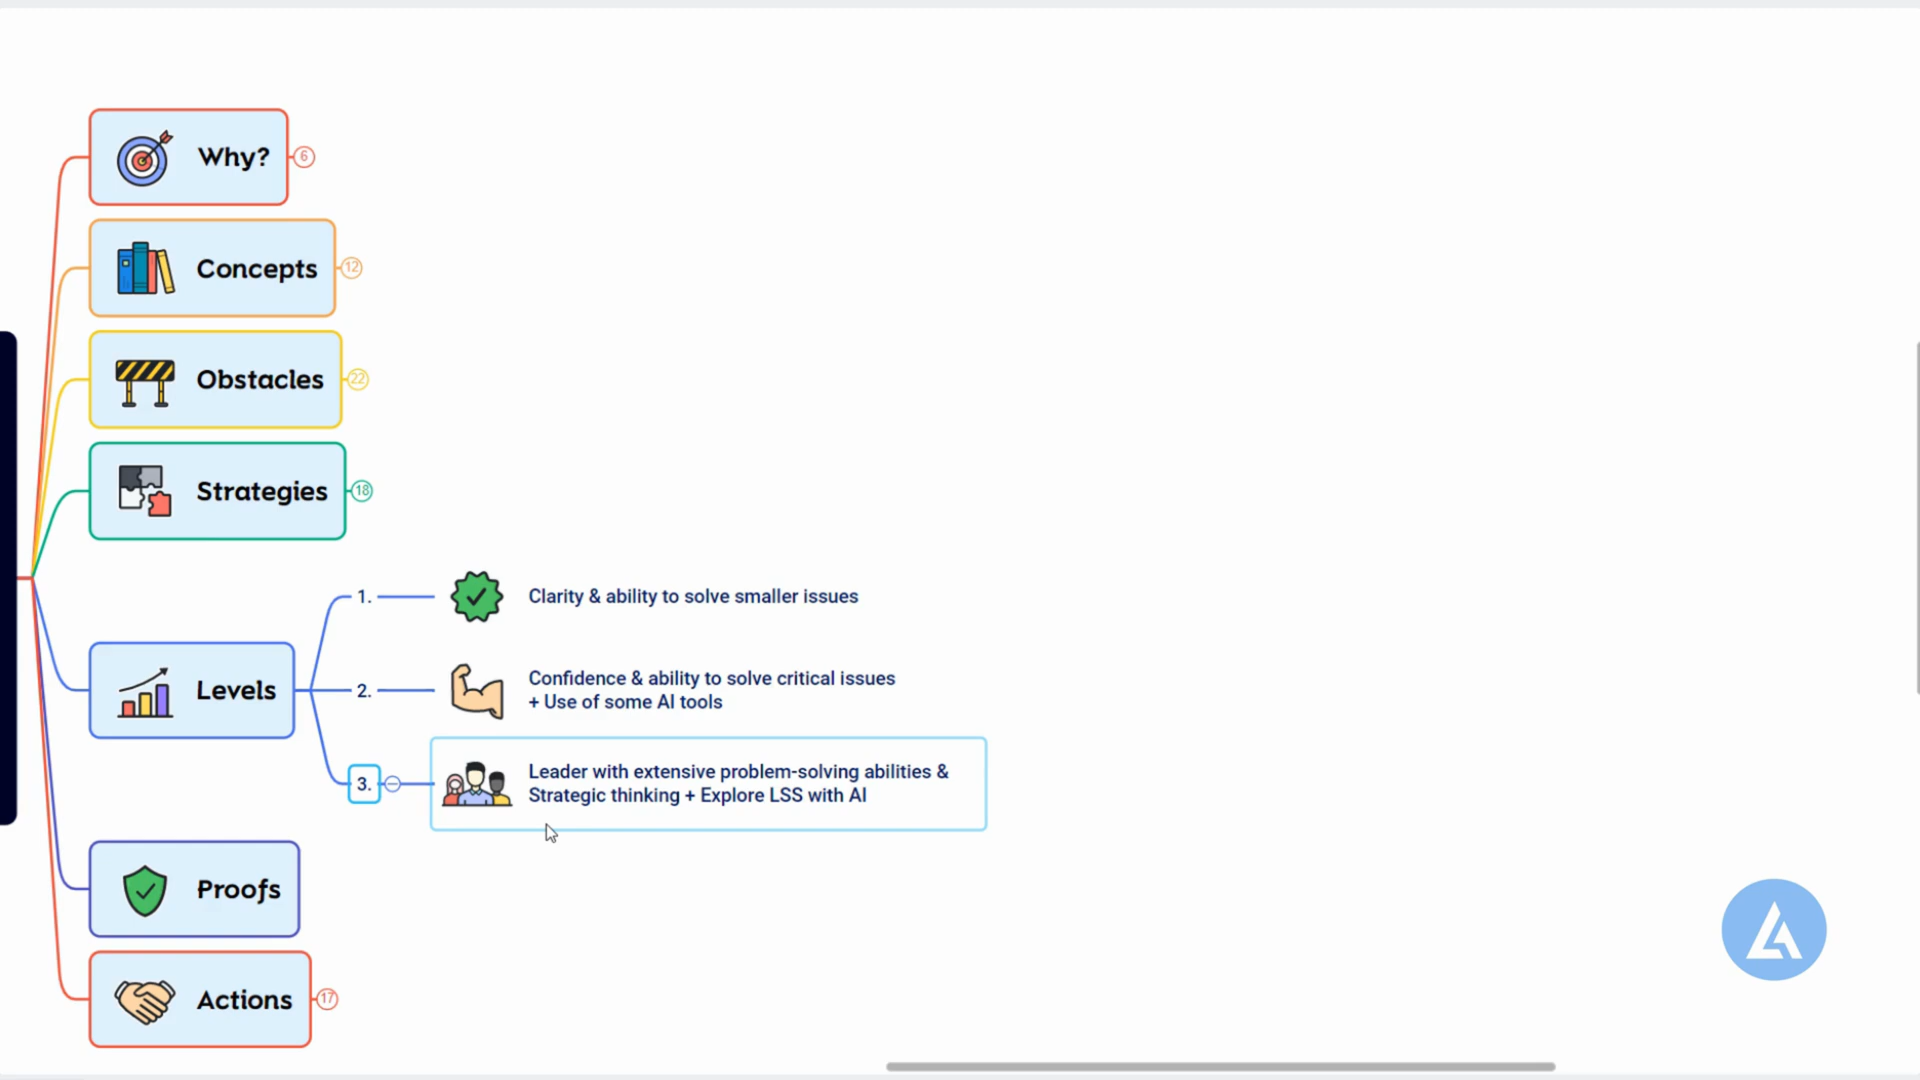 Why?
6
Concepts
12
Obstacles
22
Strategies
18
Levels
1.
Clarity & ability to solve smaller issues
2.
Confidence & ability to solve critical issues
+ Use of some AI tools
3.
Leader with extensive problem-solving abilities &
Strategic thinking + Explore LSS with AI
Proofs
Actions
17